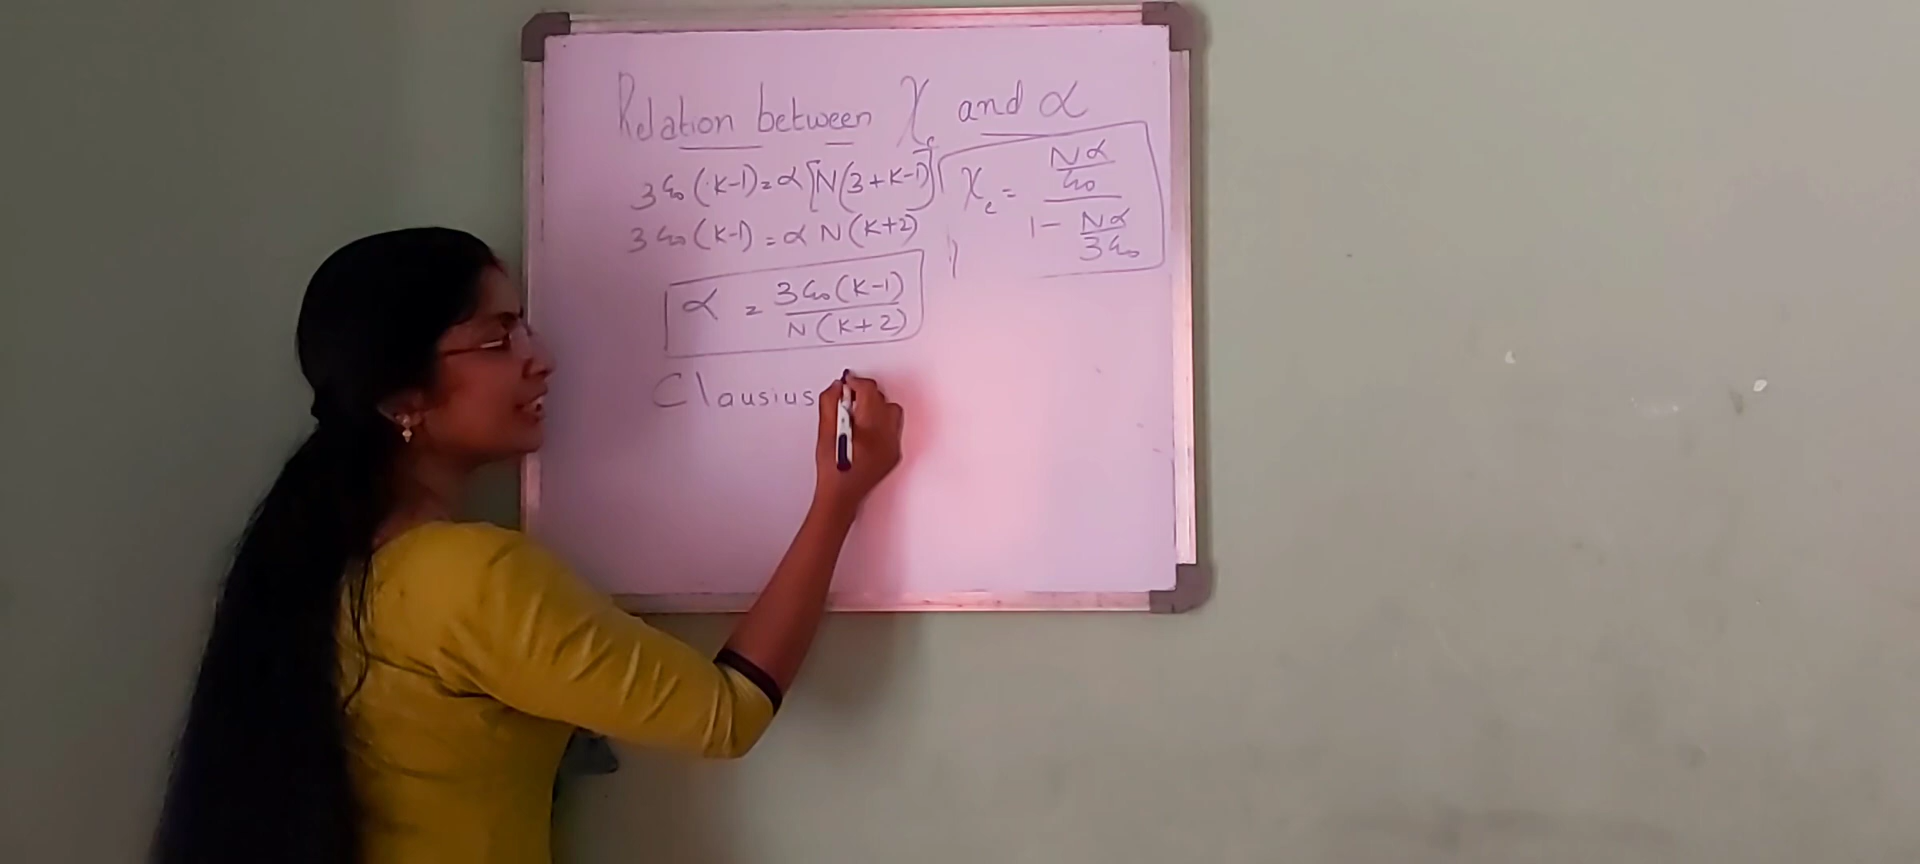 Relation between χe and α
3ε₀(K-1) = α[N(3+K-1)]
3ε₀(K-1) = α N(K+2)
α = 3ε₀(K-1) / N(K+2)
Clausius
χe = (Nα/ε₀) / (1 - Nα/3ε₀)